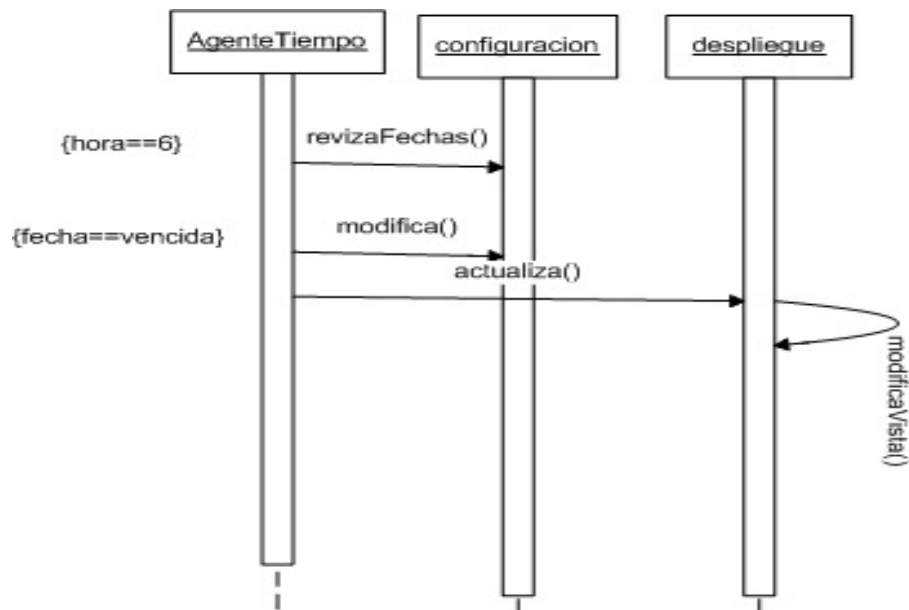 AgenteTiempo
configuracion
despliegue
{hora==6}
revizaFechas()
{fecha==vencida}
modifica()
actualiza()
modificaVista()